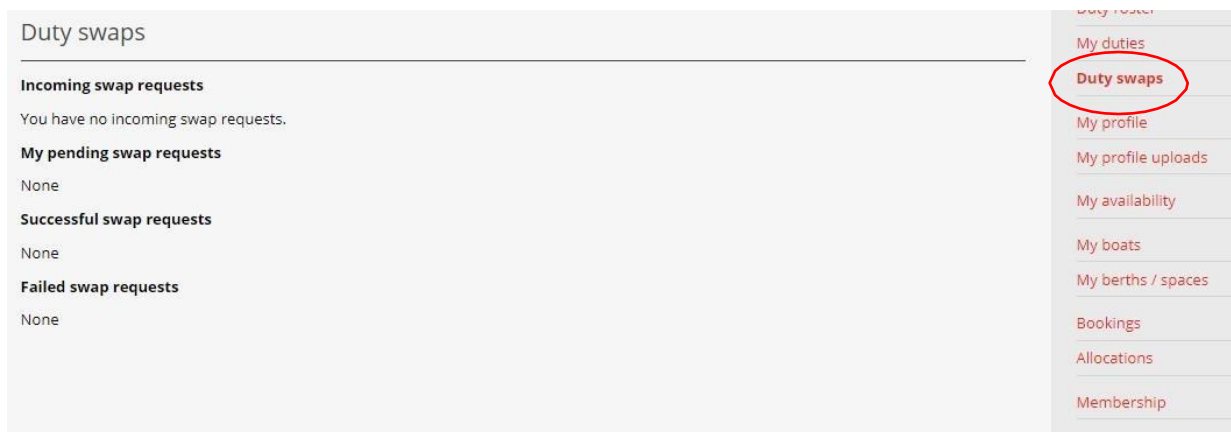 Duty swaps
Incoming swap requests
You have no incoming swap requests.
My pending swap requests
None
Successful swap requests
None
Failed swap requests
None
Duty roster
My duties
Duty swaps
My profile
My profile uploads
My availability
My boats
My berths / spaces
Bookings
Allocations
Membership